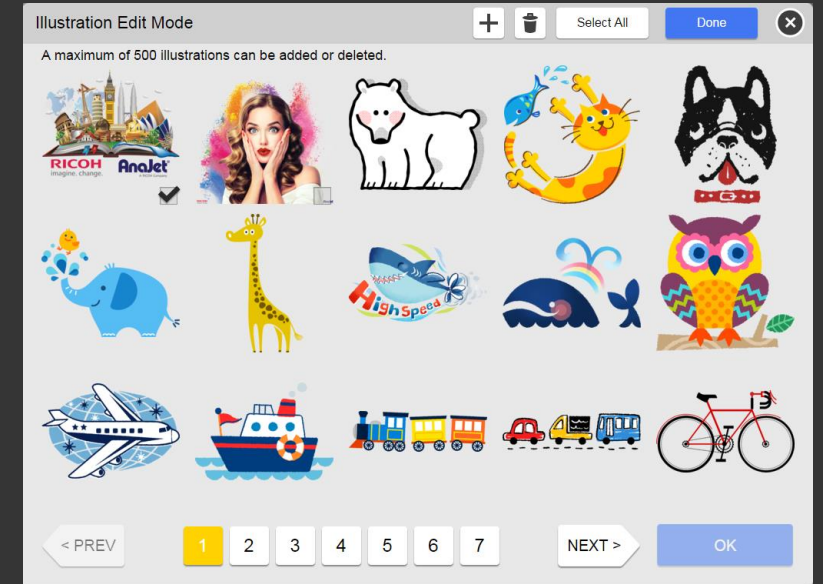 Illustration Edit Mode
Select All
Done
A maximum of 500 illustrations can be added or deleted.
RICOH
imagine. change.
AnaJet
High Speed
< PREV
1
2
3
4
5
6
7
NEXT >
OK